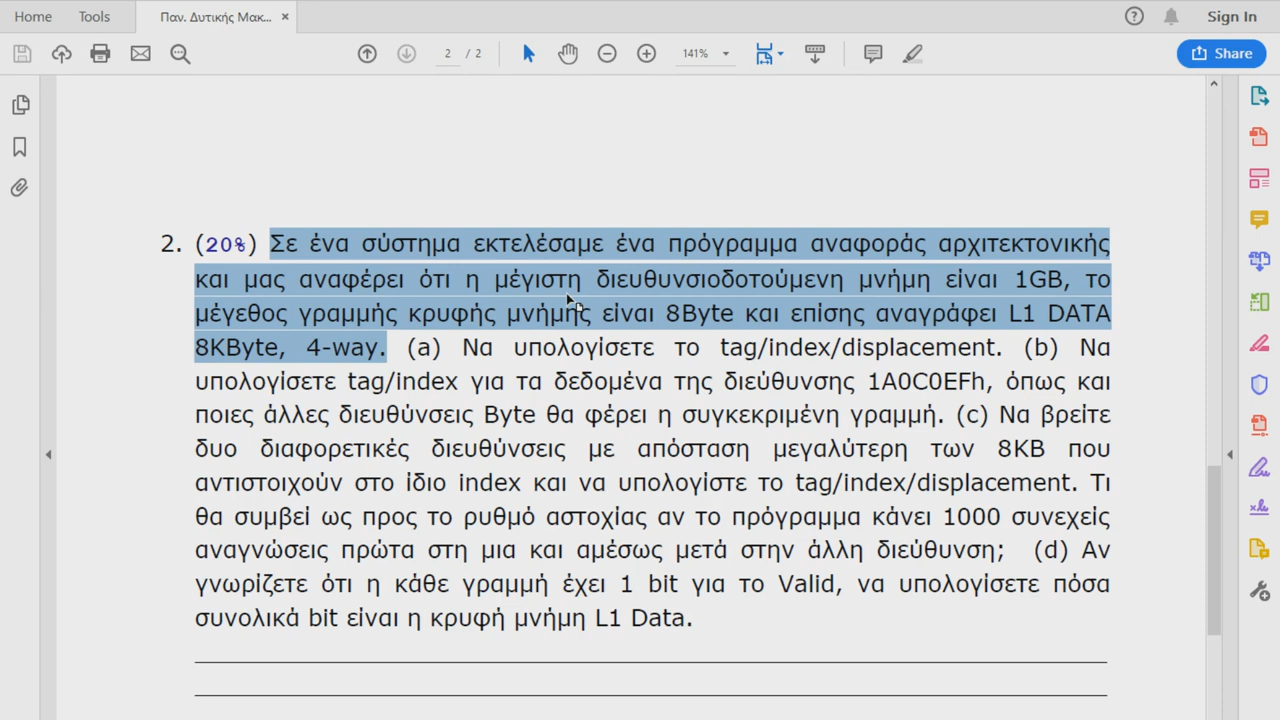 Home Tools Παν. Δυτικής Μακ... × Sign In
2 / 2 141% Share
2. (20%) Σε ένα σύστημα εκτελέσαμε ένα πρόγραμμα αναφοράς αρχιτεκτονικής
και μας αναφέρει ότι η μέγιστη διευθυνσιοδοτούμενη μνήμη είναι 1GB, το
μέγεθος γραμμής κρυφής μνήμης είναι 8Byte και επίσης αναγράφει L1 DATA
8KByte, 4-way. (a) Να υπολογίσετε το tag/index/displacement. (b) Να
υπολογίσετε tag/index για τα δεδομένα της διεύθυνσης 1A0C0EFh, όπως και
ποιες άλλες διευθύνσεις Byte θα φέρει η συγκεκριμένη γραμμή. (c) Να βρείτε
δυο διαφορετικές διευθύνσεις με απόσταση μεγαλύτερη των 8KB που
αντιστοιχούν στο ίδιο index και να υπολογίστε το tag/index/displacement. Τι
θα συμβεί ως προς το ρυθμό αστοχίας αν το πρόγραμμα κάνει 1000 συνεχείς
αναγνώσεις πρώτα στη μια και αμέσως μετά στην άλλη διεύθυνση; (d) Αν
γνωρίζετε ότι η κάθε γραμμή έχει 1 bit για το Valid, να υπολογίσετε πόσα
συνολικά bit είναι η κρυφή μνήμη L1 Data.